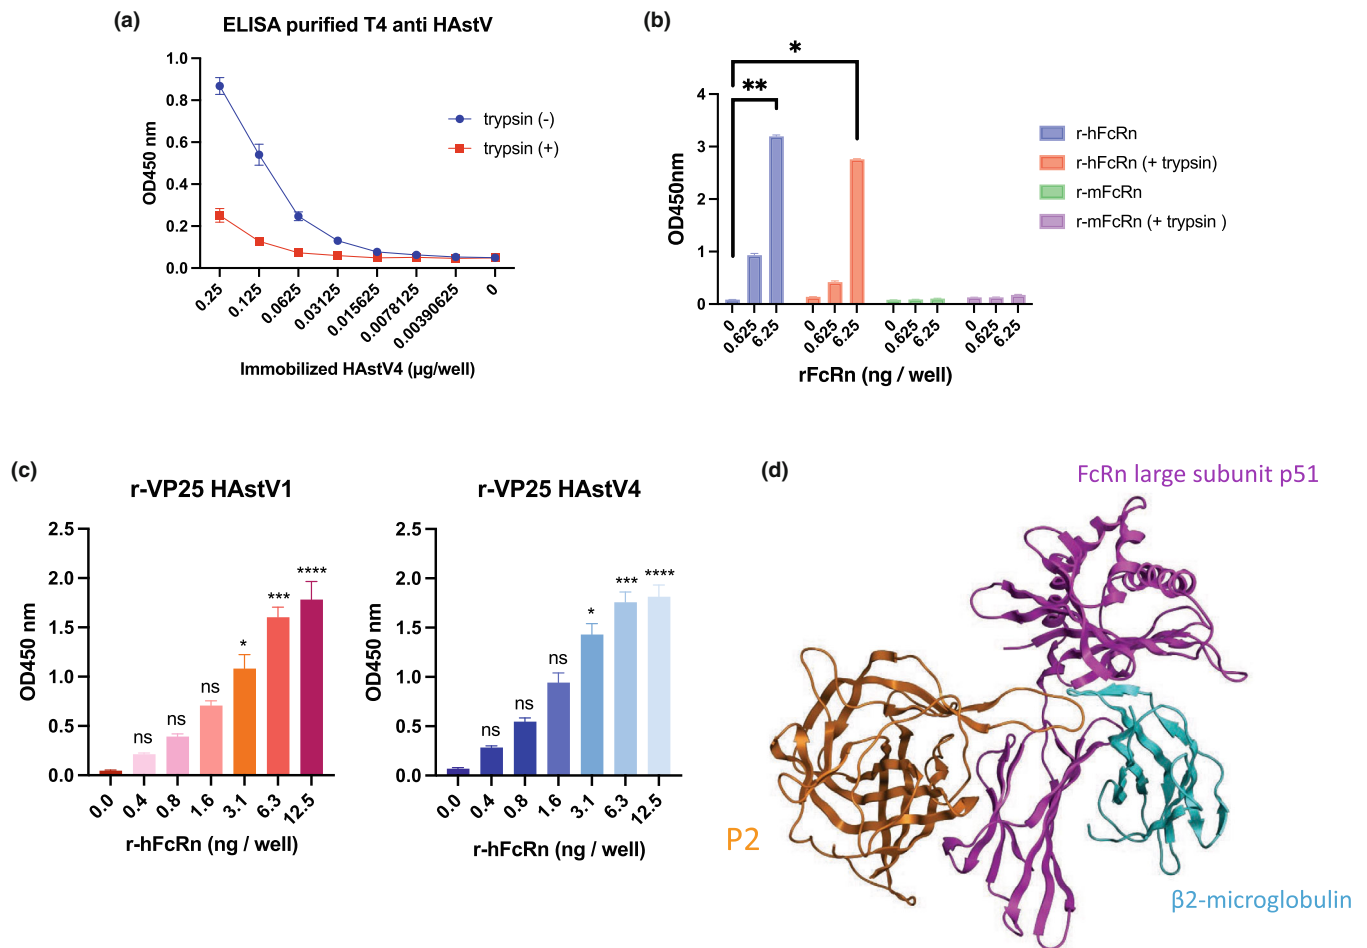 (a)
ELISA purified T4 anti HAstV
1.0
0.8
0.6
0.4
0.2
0.0
OD450 nm
trypsin (-)
trypsin (+)
0.25
0.125
0.0625
0.03125
0.015625
0.0078125
0.00390625
0
Immobilized HAstV4 (µg/well)
(b)
*
**
4
3
2
1
0
OD450nm
r-hFcRn
r-hFcRn (+ trypsin)
r-mFcRn
r-mFcRn (+ trypsin )
0
0.625
6.25
0
0.625
6.25
0
0.625
6.25
0
0.625
6.25
rFcRn (ng / well)
(c)
r-VP25 HAstV1
2.5
2.0
1.5
1.0
0.5
0.0
OD450 nm
ns
ns
ns
*
***
****
0.0
0.4
0.8
1.6
3.1
6.3
12.5
r-hFcRn (ng / well)
r-VP25 HAstV4
2.5
2.0
1.5
1.0
0.5
0.0
OD450 nm
ns
ns
ns
*
***
****
0.0
0.4
0.8
1.6
3.1
6.3
12.5
r-hFcRn (ng / well)
(d)
FcRn large subunit p51
P2
β2-microglobulin